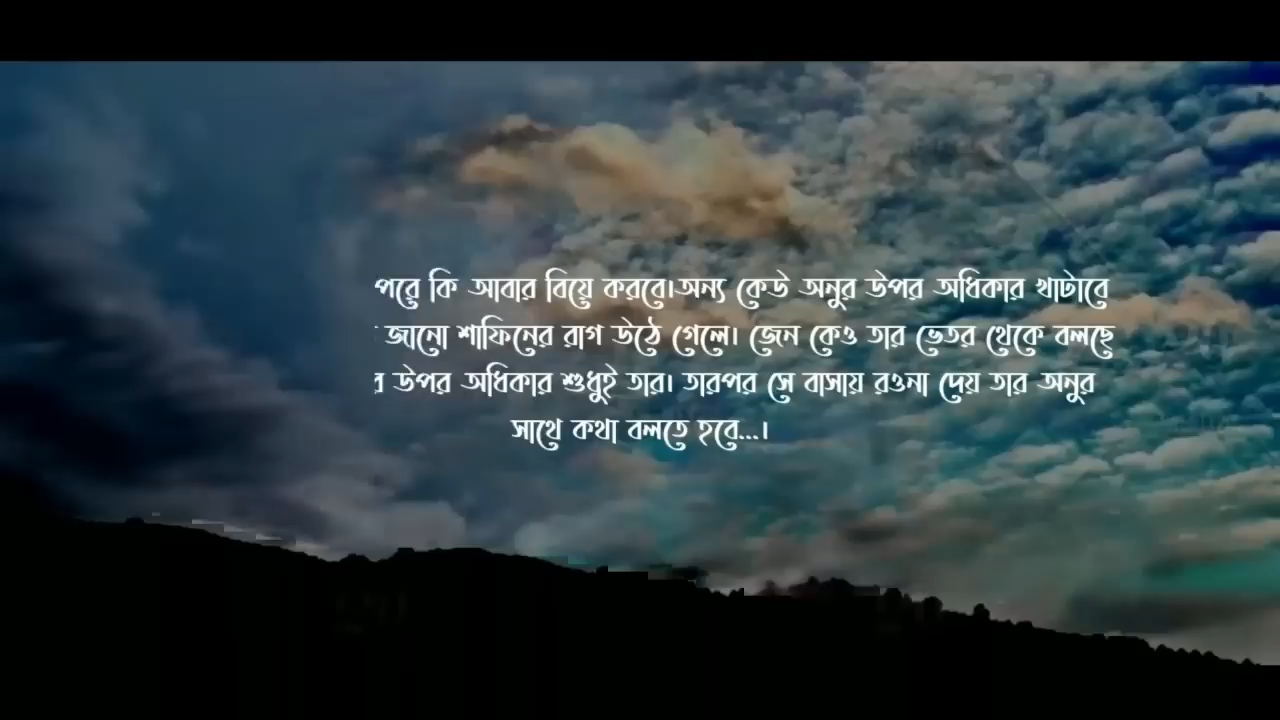 পরে কি আবার বিয়ে করবে।অন্য কেউ অনুর উপর অধিকার খাটাবে
জানো শাফিনের রাগ উঠে গেলে। জেন কেও তার ভেতর থেকে বলছে
উপর অধিকার শুধুই তার। তারপর সে বাসায় রওনা দেয় তার অনুর
সাথে কথা বলতে হবে...।